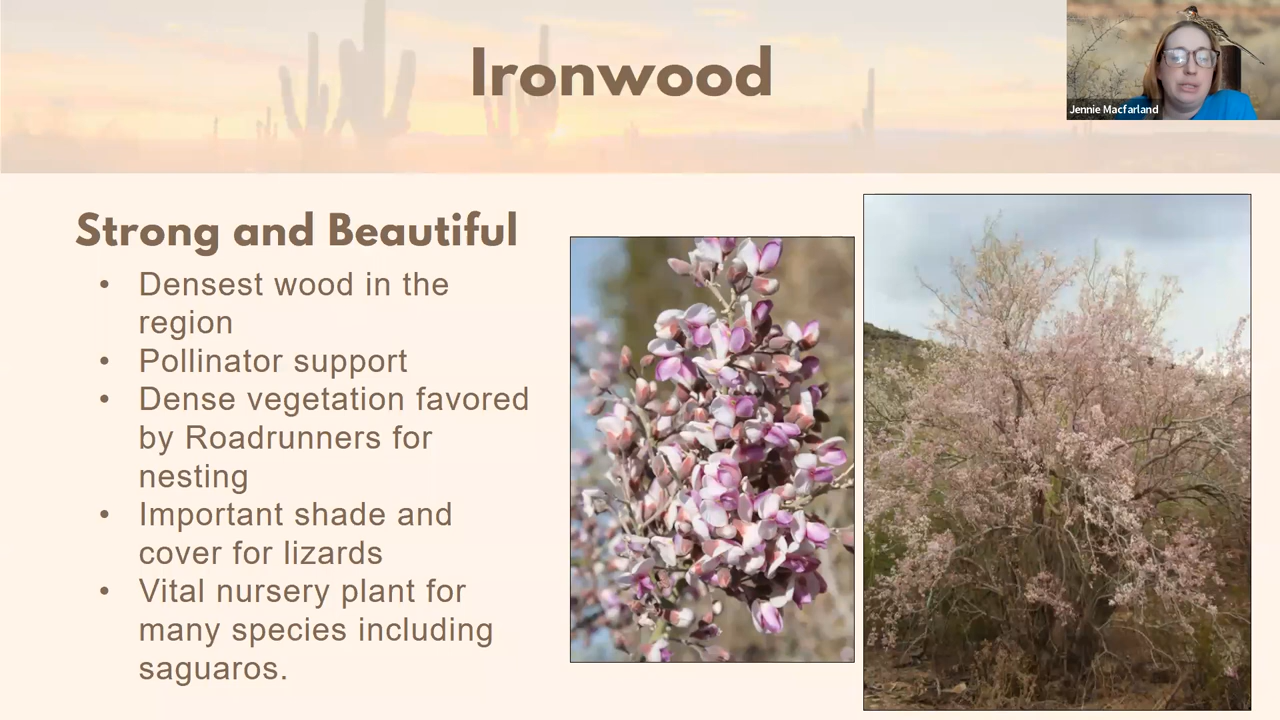 Ironwood
Jennie Macfarland
Strong and Beautiful
• Densest wood in the
region
• Pollinator support
• Dense vegetation favored
by Roadrunners for
nesting
• Important shade and
cover for lizards
• Vital nursery plant for
many species including
saguaros.